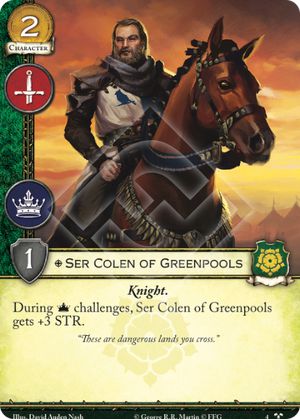 2
Character
1
Ser Colen of Greenpools
Knight.
During challenges, Ser Colen of Greenpools
gets +3 STR.
"These are dangerous lands you cross."
Illus. David Auden Nash © George R.R. Martin © FFG 4